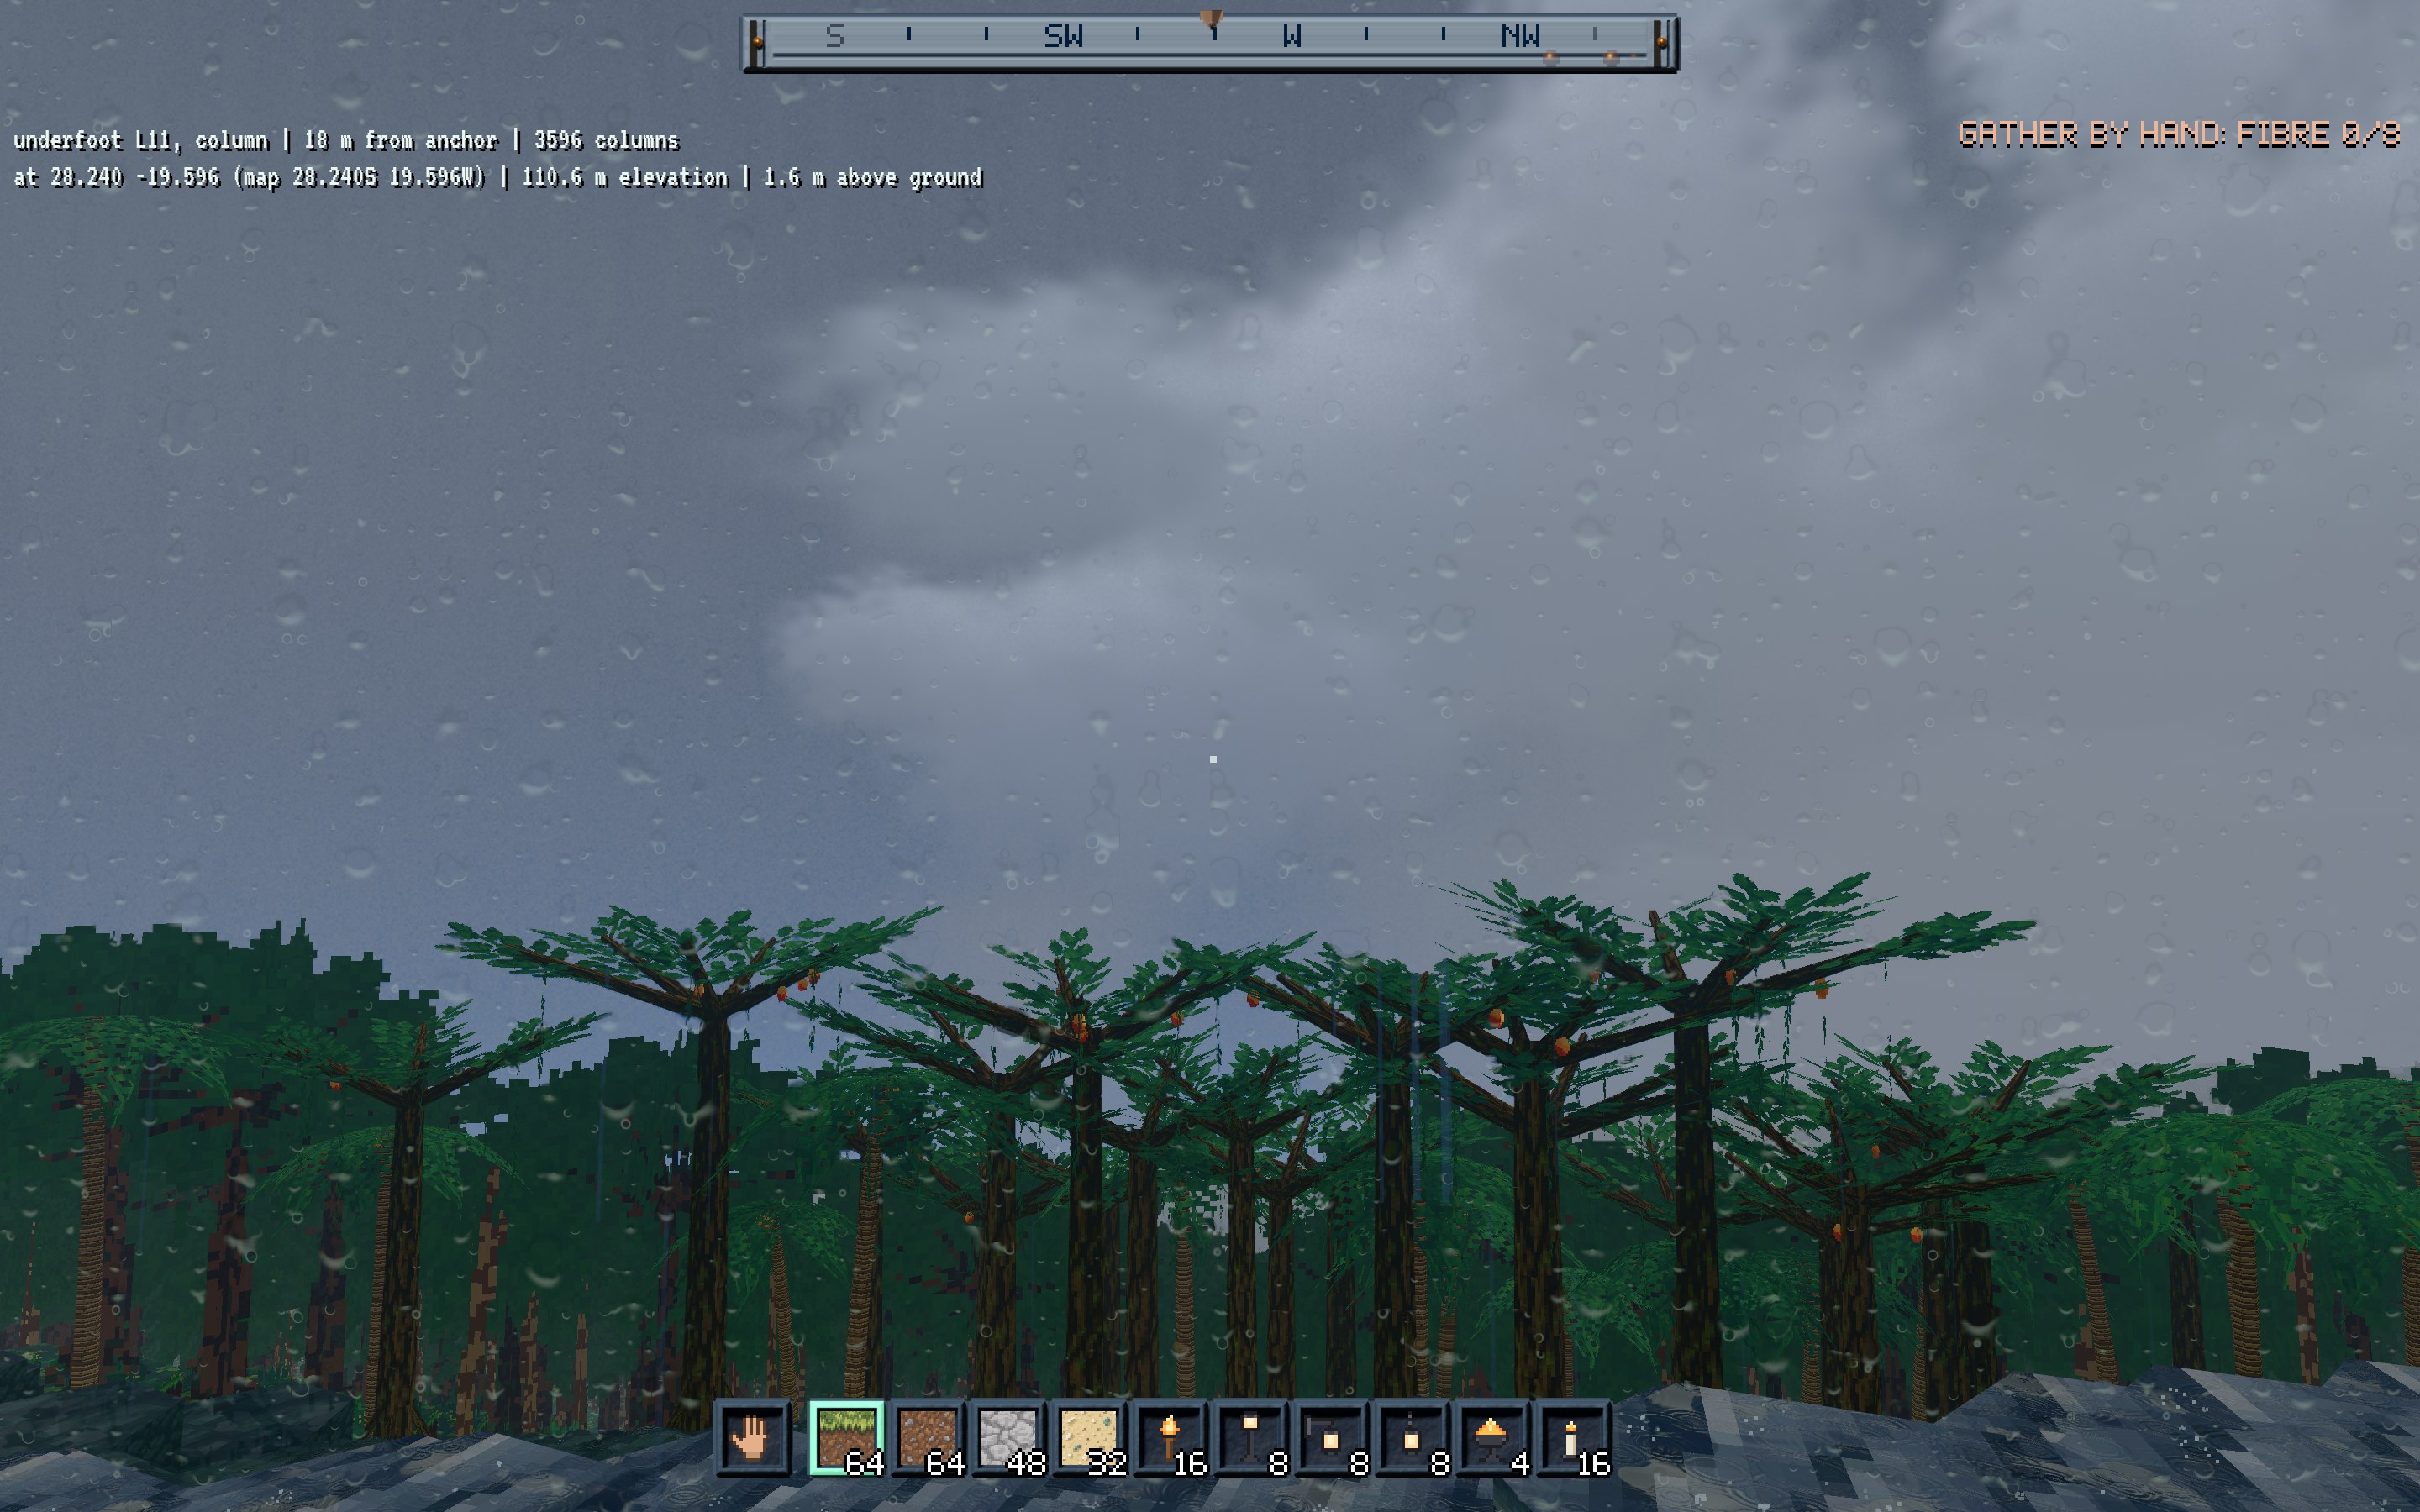 S SW W NW
underfoot L11, column | 18 m from anchor | 3596 columns
GATHER BY HAND: FIBRE 0/8
at 28.240 -19.596 (map 28.240S 19.596W) | 110.6 m elevation | 1.6 m above ground
64 64 48 32 16 8 8 8 4 16